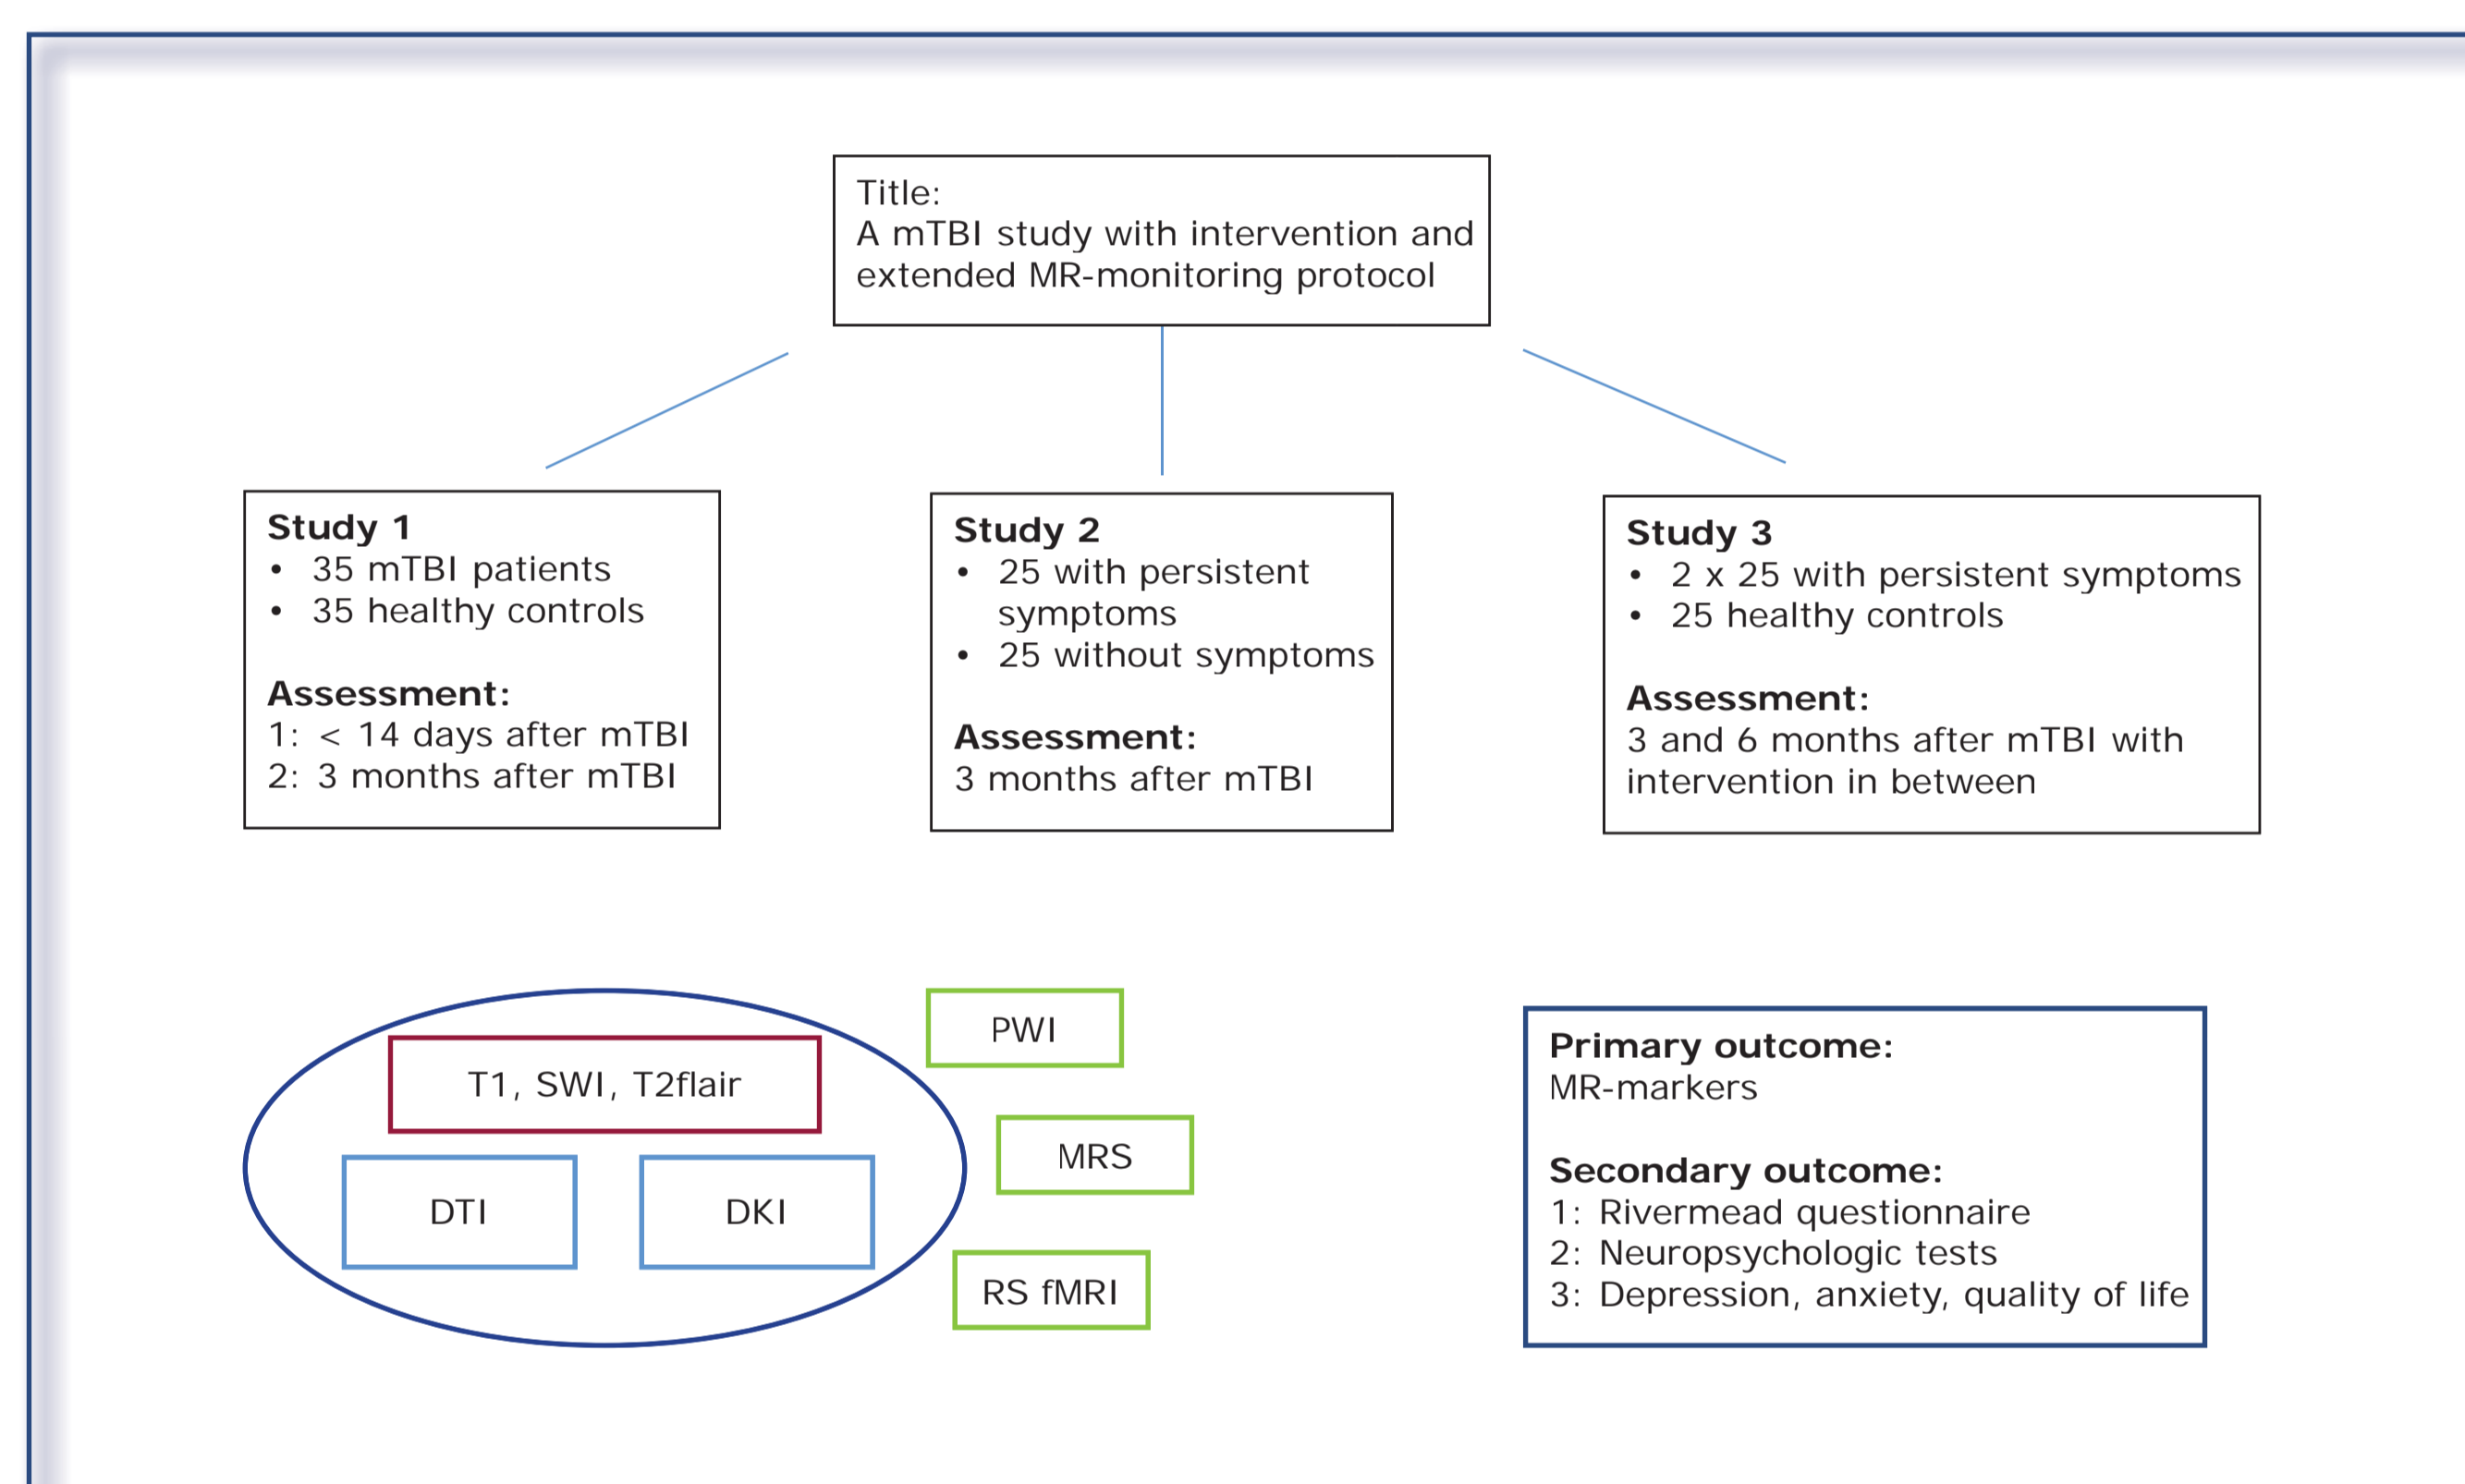 Title:
A mTBI study with intervention and
extended MR-monitoring protocol
Study 1
• 35 mTBI patients
• 35 healthy controls
Assessment:
1: < 14 days after mTBI
2: 3 months after mTBI
Study 2
• 25 with persistent
symptoms
• 25 without symptoms
Assessment:
3 months after mTBI
Study 3
• 2 x 25 with persistent symptoms
• 25 healthy controls
Assessment:
3 and 6 months after mTBI with
intervention in between
T1, SWI, T2flair
DTI
DKI
PWI
MRS
RS fMRI
Primary outcome:
MR-markers
Secondary outcome:
1: Rivermead questionnaire
2: Neuropsychologic tests
3: Depression, anxiety, quality of life